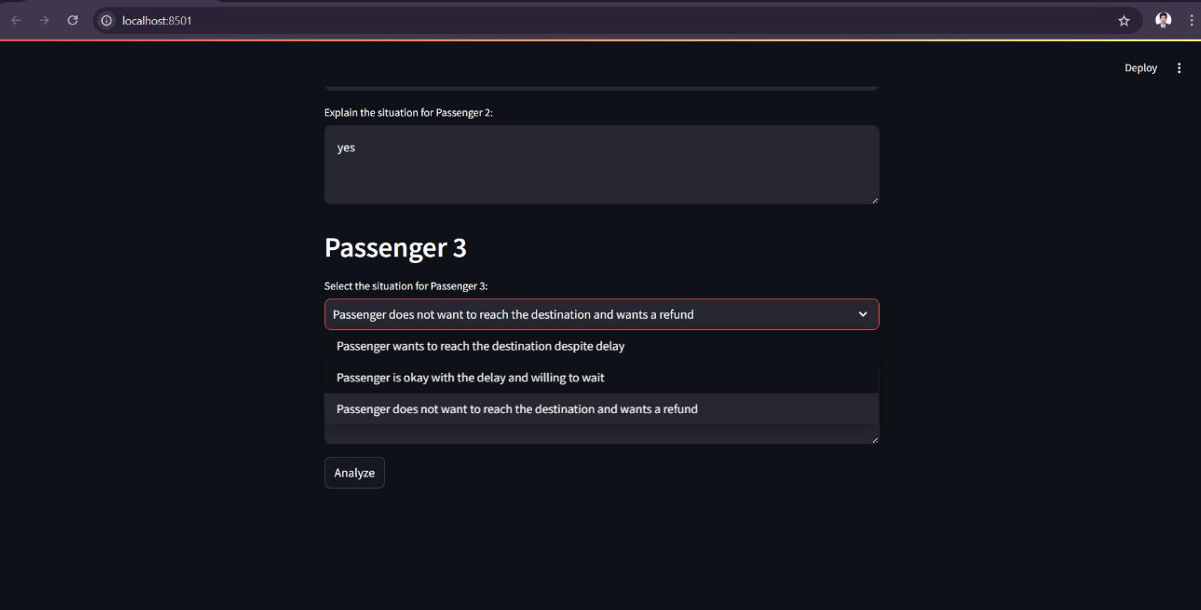 localhost:8501
Deploy
Explain the situation for Passenger 2:
yes
Passenger 3
Select the situation for Passenger 3:
Passenger does not want to reach the destination and wants a refund
Passenger wants to reach the destination despite delay
Passenger is okay with the delay and willing to wait
Passenger does not want to reach the destination and wants a refund
Analyze